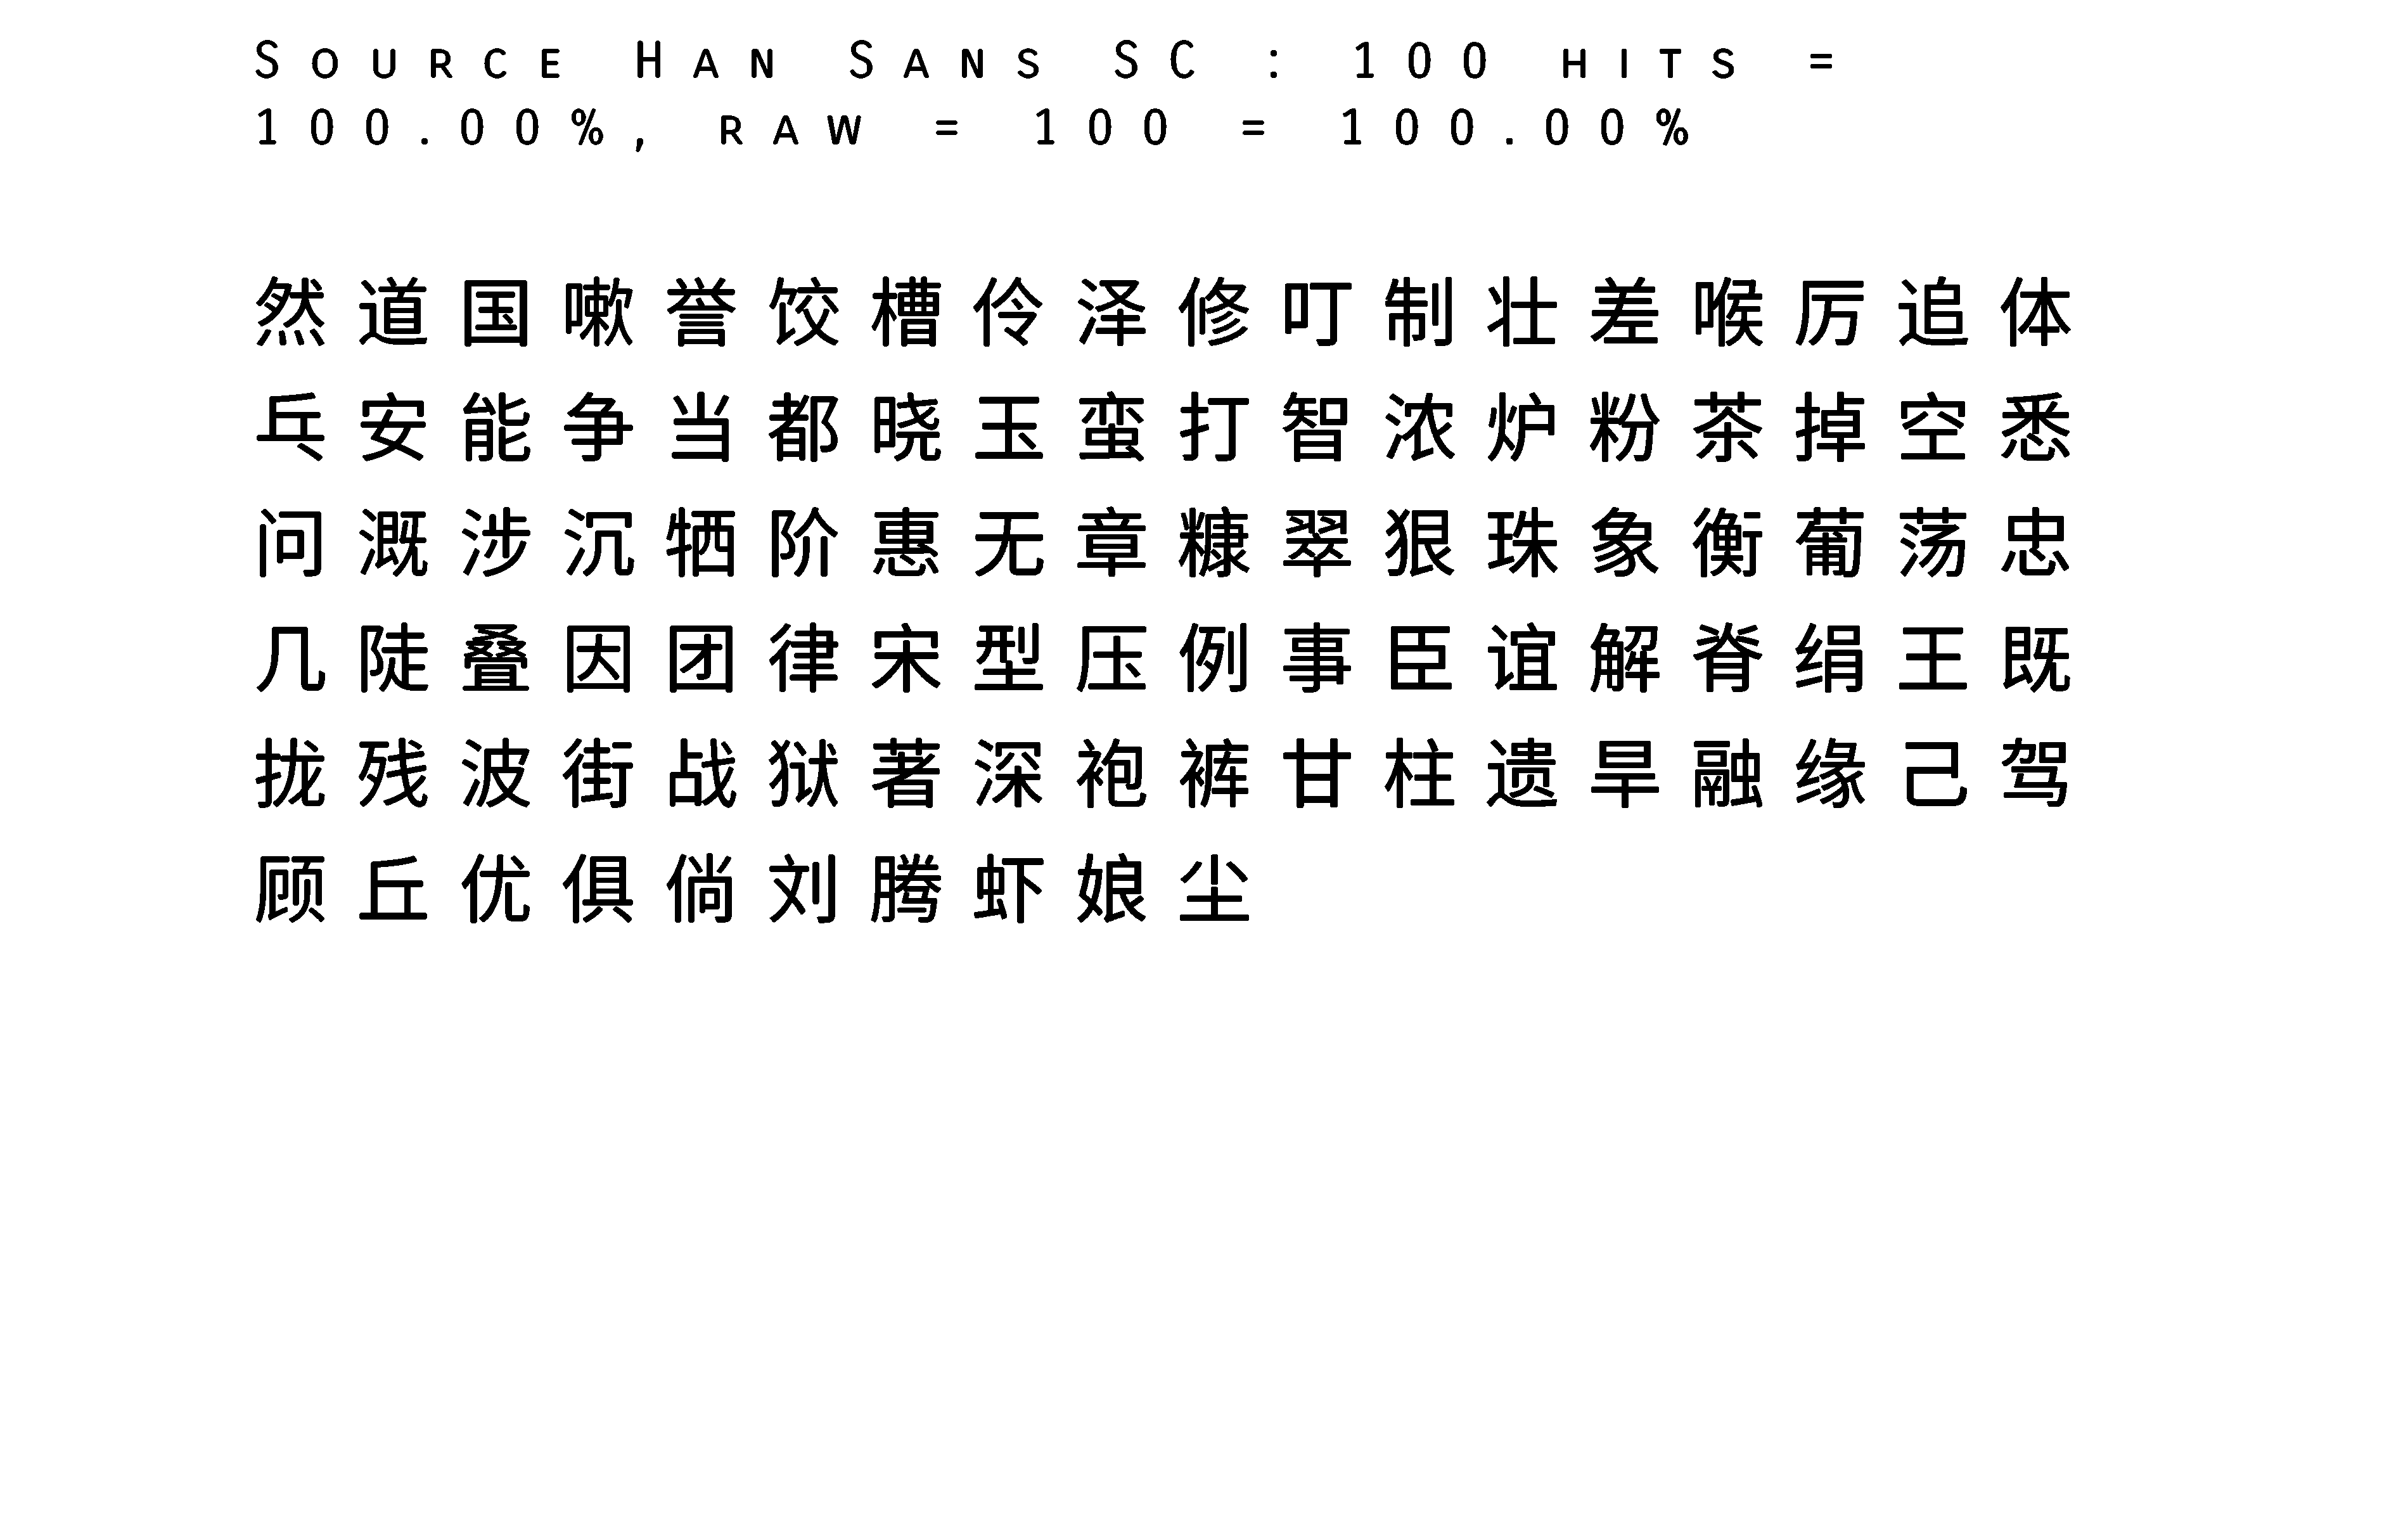 Source Han Sans SC : 100 hits =
100.00%, raw = 100 = 100.00%
然道国嗽誉饺槽伶泽修叮制壮差喉厉追体
乓安能争当都晓玉蛮打智浓炉粉茶掉空悉
问溉涉沉牺阶惠无章糠翠狠珠象衡葡荡忠
几陡叠因团律宋型压例事臣谊解脊绢王既
拢残波街战狱著深袍裤甘柱遗旱融缘己驾
顾丘优俱倘刘腾虾娘尘